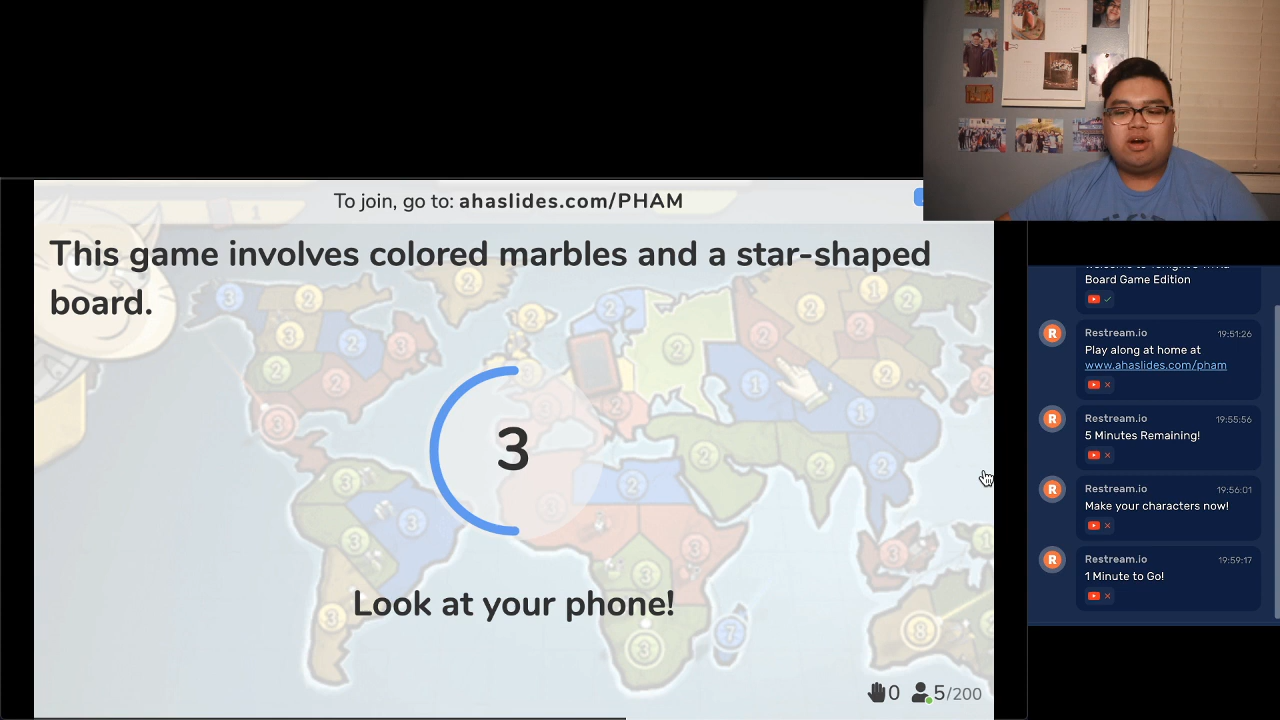 To join, go to: ahaslides.com/PHAM
This game involves colored marbles and a star-shaped
board.
3
Look at your phone!
0 5/200
Board Game Edition
Restream.io 19:51:26
Play along at home at
www.ahaslides.com/pham
Restream.io 19:55:56
5 Minutes Remaining!
Restream.io 19:56:01
Make your characters now!
Restream.io 19:59:17
1 Minute to Go!